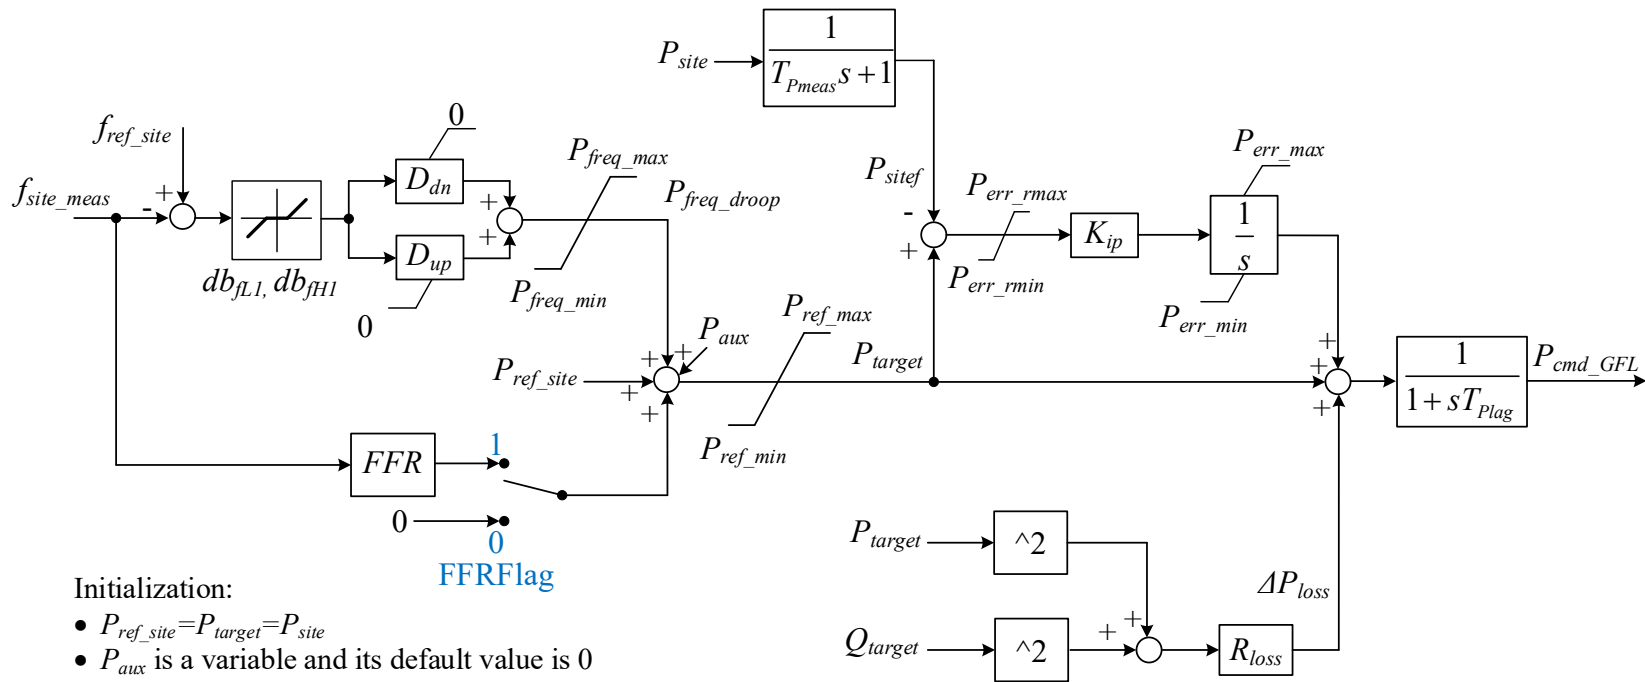 1
T_Pmeas s + 1
P_site
f_ref_site
0
P_freq_max
P_err_max
f_site_meas
+
-
D_dn
P_freq_droop
P_sitef
P_err_rmax
+
+
-
+
K_ip
1
s
D_up
P_err_rmin
db_fL1, db_fH1
P_freq_min
P_err_min
0
P_ref_max
P_aux
P_target
+
+
+
+
P_ref_site
+
+
+
1
1 + sT_Plag
P_cmd_GFL
P_ref_min
FFR
1
0
0
FFRFlag
P_target
^2
ΔP_loss
Initialization:
+
+
• P_ref_site=P_target=P_site
Q_target
^2
R_loss
• P_aux is a variable and its default value is 0